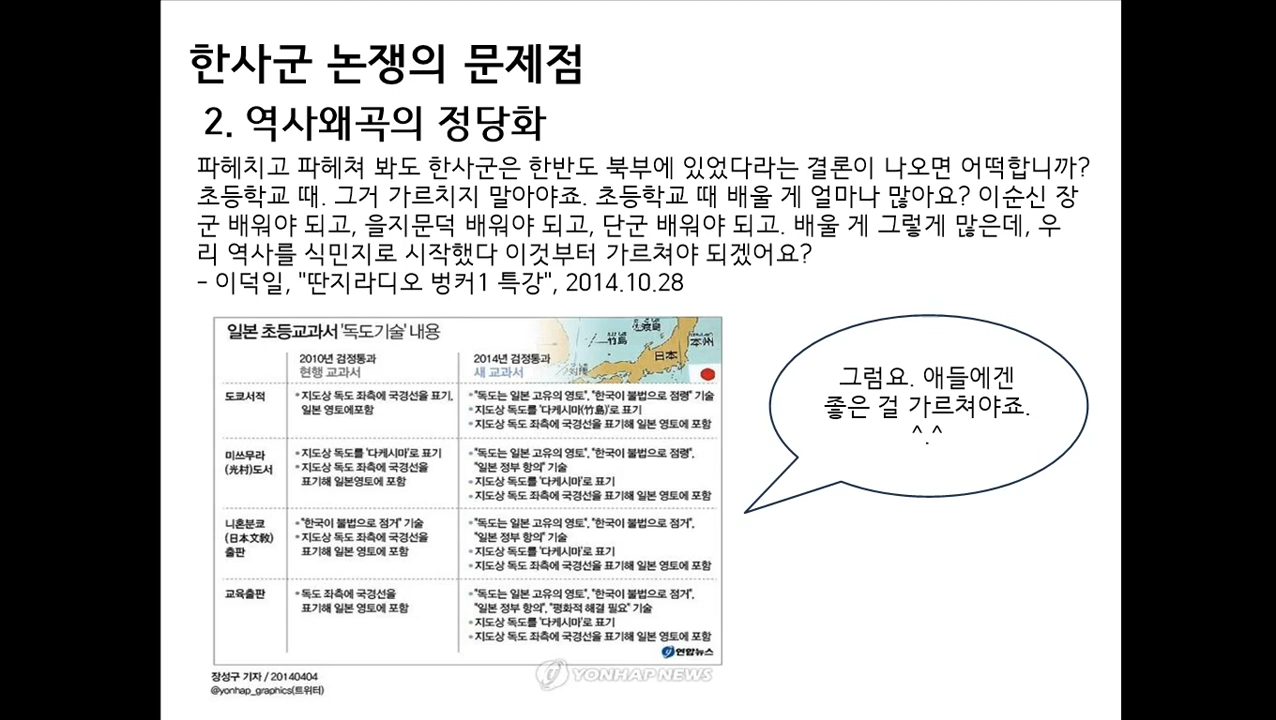 한사군 논쟁의 문제점
2. 역사왜곡의 정당화
파헤치고 파헤쳐 봐도 한사군은 한반도 북부에 있었다라는 결론이 나오면 어떡합니까?
초등학교 때. 그거 가르치지 말아야죠. 초등학교 때 배울 게 얼마나 많아요? 이순신 장
군 배워야 되고, 을지문덕 배워야 되고, 단군 배워야 되고. 배울 게 그렇게 많은데, 우
리 역사를 식민지로 시작했다 이것부터 가르쳐야 되겠어요?
- 이덕일, "딴지라디오 벙커1 특강", 2014.10.28
일본 초등교과서 '독도기술' 내용
竹島
日本
2010년 검정통과
현행 교과서
2014년 검정통과
새 교과서
도쿄서적
• 지도상 독도 좌측에 국경선을 표기,
일본 영토에포함
• "독도는 일본 고유의 영토", "한국이 불법으로 점령" 기술
• 지도상 독도를 '다케시마(竹島)'로 표기
• 지도상 독도 좌측에 국경선을 표기해 일본 영토에 포함
미쓰무라
(光村)도서
• 지도상 독도를 '다케시마'로 표기
• 지도상 독도 좌측에 국경선을
표기해 일본영토에 포함
• "독도는 일본 고유의 영토", "한국이 불법으로 점령",
"일본 정부 항의" 기술
• 지도상 독도를 '다케시마'로 표기
• 지도상 독도 좌측에 국경선을 표기해 일본 영토에 포함
니혼분쿄
(日本文敎)
출판
• "한국이 불법으로 점거" 기술
• 지도상 독도 좌측에 국경선을
표기해 일본 영토에 포함
• "독도는 일본 고유의 영토", "한국이 불법으로 점거",
"일본 정부 항의" 기술
• 지도상 독도를 '다케시마'로 표기
• 지도상 독도 좌측에 국경선을 표기해 일본 영토에 포함
교육출판
• 독도 좌측에 국경선을
표기해 일본 영토에 포함
• "독도는 일본 고유의 영토", "한국이 불법으로 점거",
"일본 정부 항의", "평화적 해결 필요" 기술
• 지도상 독도를 '다케시마'로 표기
• 지도상 독도 좌측에 국경선을 표기해 일본 영토에 포함
연합뉴스
YONHAP NEWS
장성구 기자 / 20140404
@yonhap_graphics(트위터)
그럼요. 애들에겐
좋은 걸 가르쳐야죠.
^.^